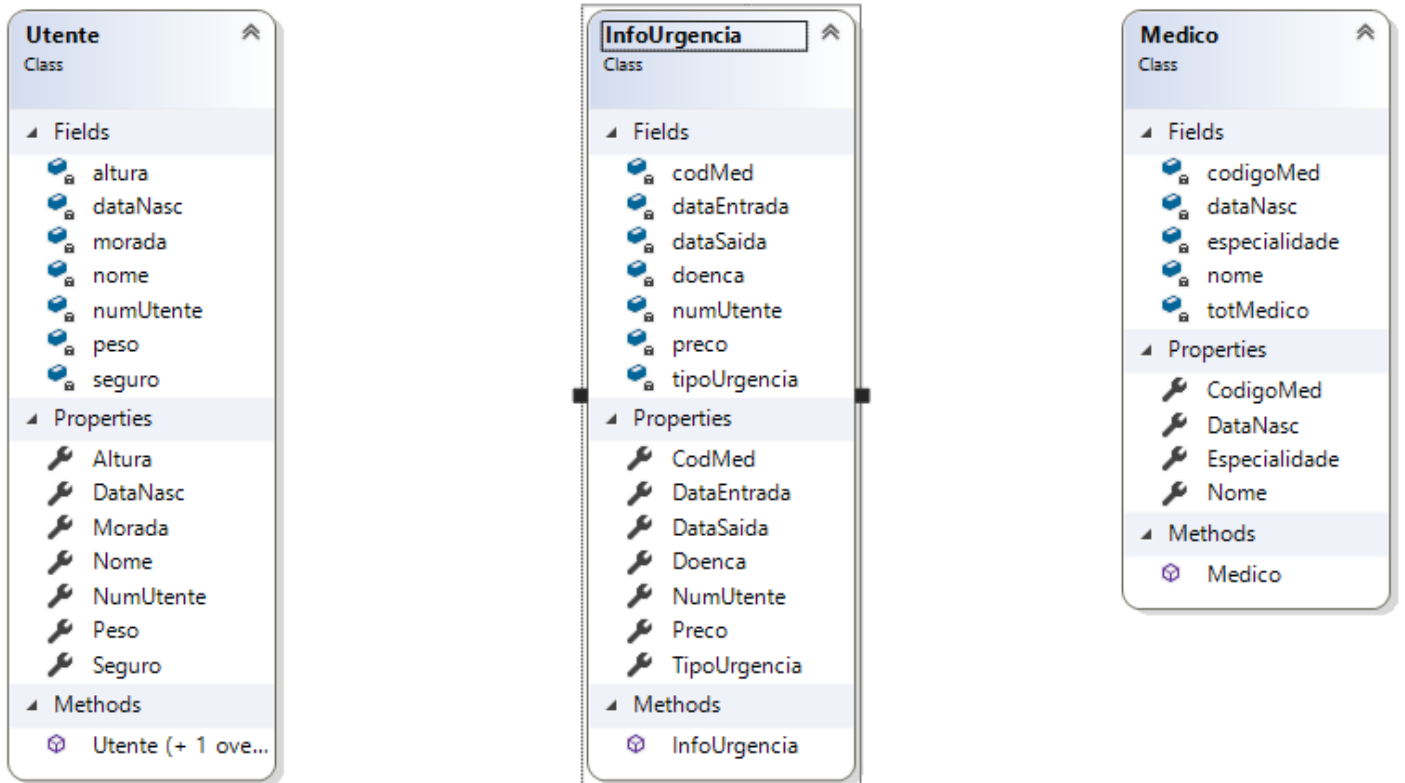 Utente
Class
Fields
altura
dataNasc
morada
nome
numUtente
peso
seguro
Properties
Altura
DataNasc
Morada
Nome
NumUtente
Peso
Seguro
Methods
Utente (+ 1 ove...
InfoUrgencia
Class
Fields
codMed
dataEntrada
dataSaida
doenca
numUtente
preco
tipoUrgencia
Properties
CodMed
DataEntrada
DataSaida
Doenca
NumUtente
Preco
TipoUrgencia
Methods
InfoUrgencia
Medico
Class
Fields
codigoMed
dataNasc
especialidade
nome
totMedico
Properties
CodigoMed
DataNasc
Especialidade
Nome
Methods
Medico